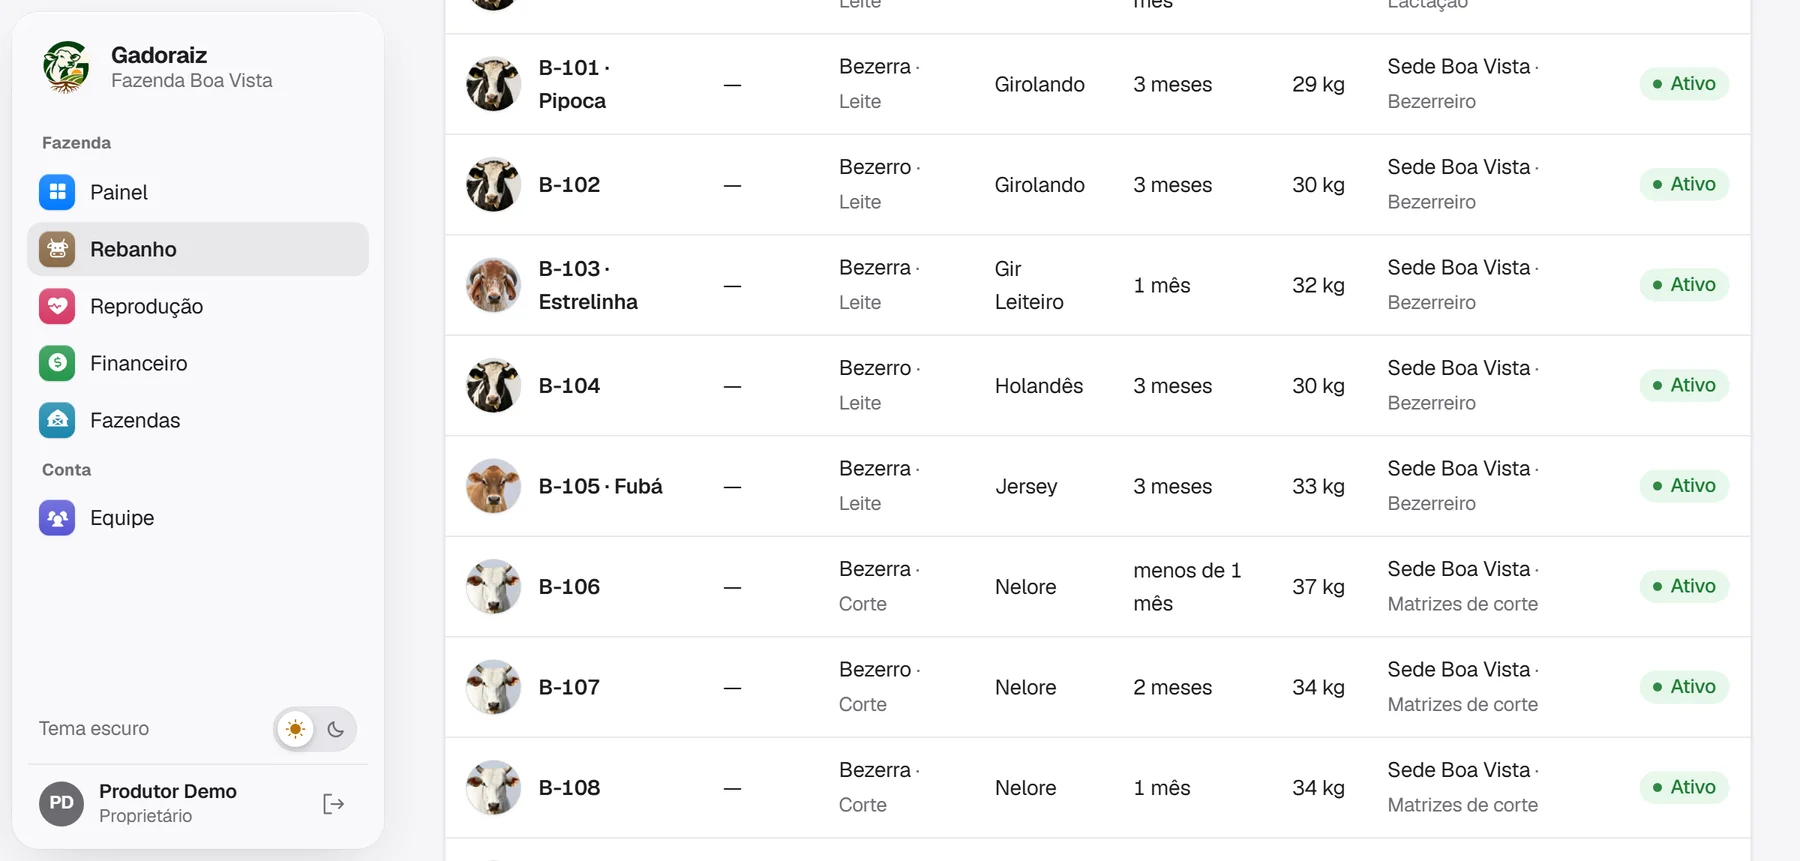 Gadoraiz
Fazenda Boa Vista
Fazenda
Painel
Rebanho
Reprodução
Financeiro
Fazendas
Conta
Equipe
Tema escuro
PD
Produtor Demo
Proprietário
Leite
mês
Lactação
B-101 ·
Pipoca
—
Bezerra ·
Leite
Girolando
3 meses
29 kg
Sede Boa Vista ·
Bezerreiro
Ativo
B-102
—
Bezerro ·
Leite
Girolando
3 meses
30 kg
Sede Boa Vista ·
Bezerreiro
Ativo
B-103 ·
Estrelinha
—
Bezerra ·
Leite
Gir
Leiteiro
1 mês
32 kg
Sede Boa Vista ·
Bezerreiro
Ativo
B-104
—
Bezerro ·
Leite
Holandês
3 meses
30 kg
Sede Boa Vista ·
Bezerreiro
Ativo
B-105 · Fubá
—
Bezerra ·
Leite
Jersey
3 meses
33 kg
Sede Boa Vista ·
Bezerreiro
Ativo
B-106
—
Bezerra ·
Corte
Nelore
menos de 1
mês
37 kg
Sede Boa Vista ·
Matrizes de corte
Ativo
B-107
—
Bezerro ·
Corte
Nelore
2 meses
34 kg
Sede Boa Vista ·
Matrizes de corte
Ativo
B-108
—
Bezerra ·
Corte
Nelore
1 mês
34 kg
Sede Boa Vista ·
Matrizes de corte
Ativo